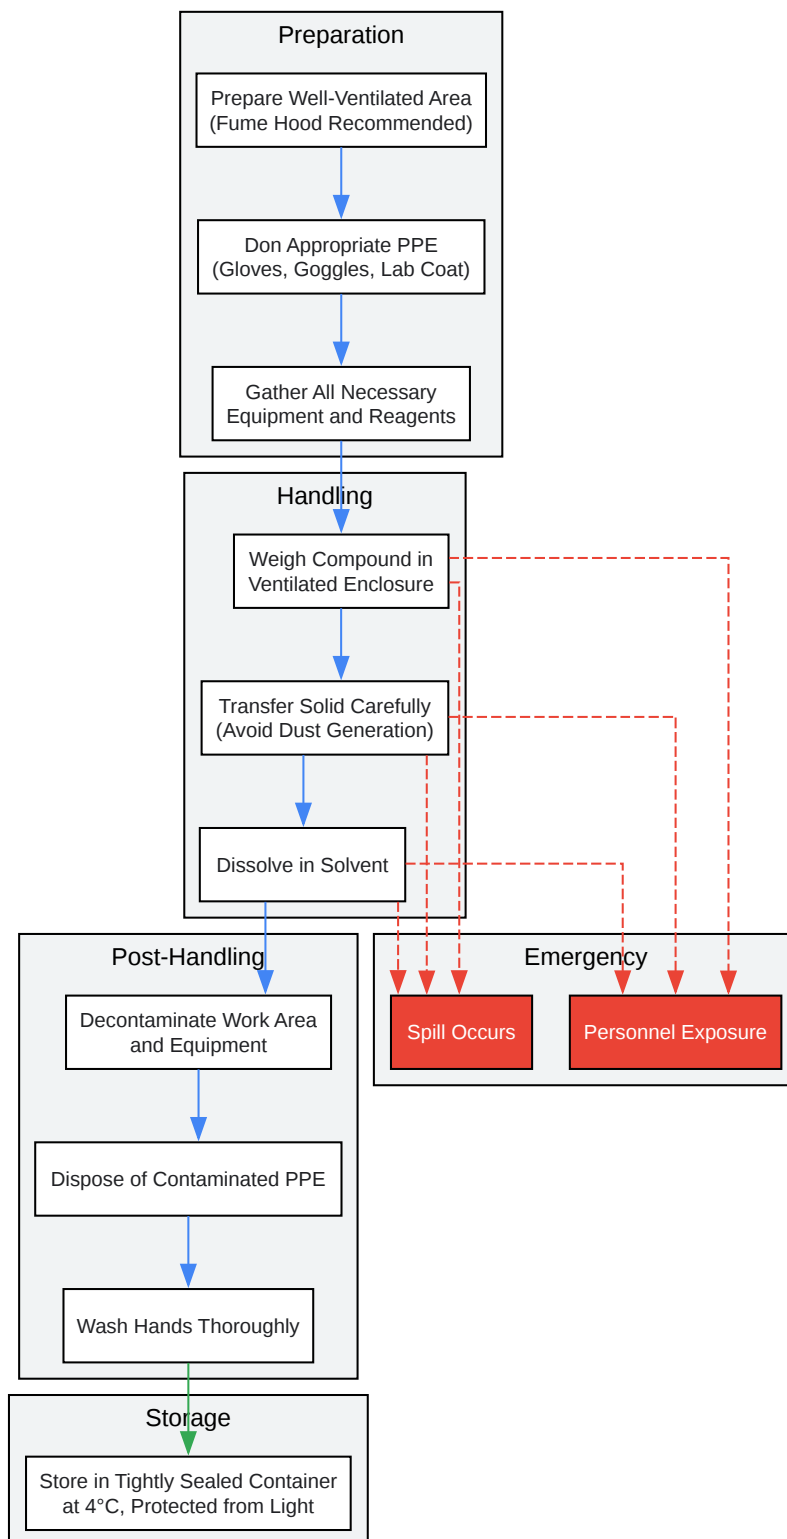 Preparation
Prepare Well-Ventilated Area
(Fume Hood Recommended)
Don Appropriate PPE
(Gloves, Goggles, Lab Coat)
Gather All Necessary
Equipment and Reagents
Handling
Weigh Compound in
Ventilated Enclosure
Transfer Solid Carefully
(Avoid Dust Generation)
Dissolve in Solvent
Post-Handling
Decontaminate Work Area
and Equipment
Dispose of Contaminated PPE
Wash Hands Thoroughly
Emergency
Spill Occurs
Personnel Exposure
Storage
Store in Tightly Sealed Container
at 4°C, Protected from Light